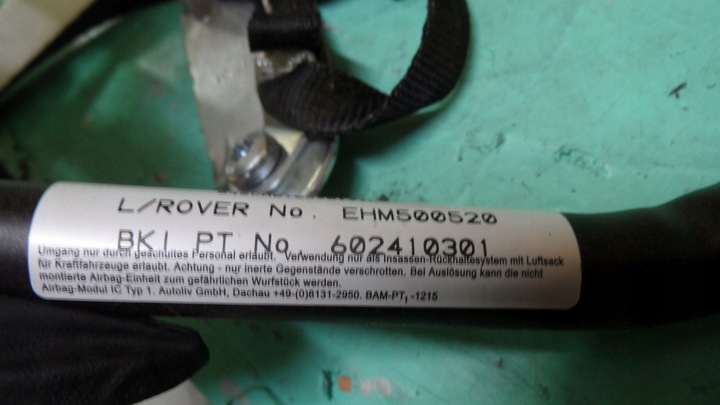 L/ROVER No. EHM500520
BKI PT No 602410301
Umgang nur durch geschultes Personal erlaubt. Verwendung nur als Insassen-Rückhaltesystem mit Luftsack
für Kraftfahrzeuge erlaubt. Achtung - nur inerte Gegenstände verschrotten. Bei Auslösung kann die nicht
montierte Airbag-Einheit zum gefährlichen Wurfstück werden.
Airbag-Modul IC Typ 1. Autoliv GmbH, Dachau +49-(0)8131-2950. BAM-PT₁ -1215